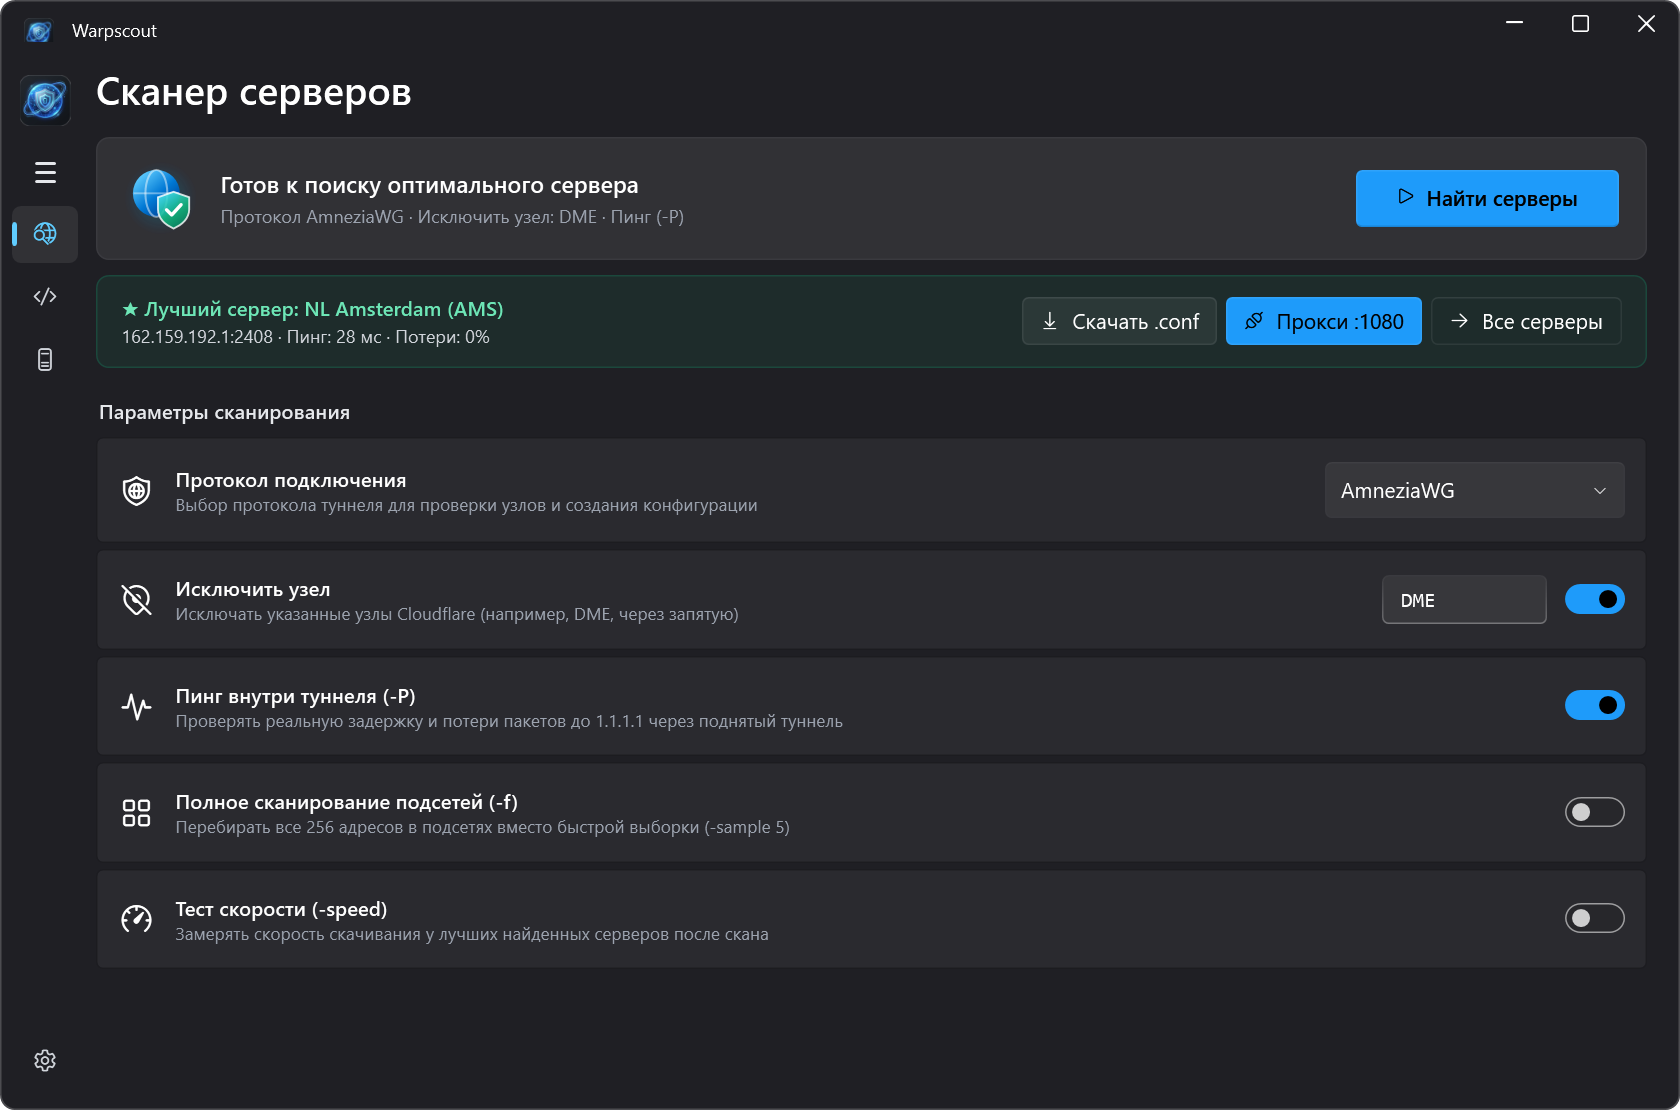 Warpscout
Сканер серверов
Готов к поиску оптимального сервера
Протокол AmneziaWG · Исключить узел: DME · Пинг (-P)
Найти серверы
★ Лучший сервер: NL Amsterdam (AMS)
162.159.192.1:2408 · Пинг: 28 мс · Потери: 0%
Скачать .conf
Прокси :1080
Все серверы
Параметры сканирования
Протокол подключения
Выбор протокола туннеля для проверки узлов и создания конфигурации
AmneziaWG
Исключить узел
Исключать указанные узлы Cloudflare (например, DME, через запятую)
DME
Пинг внутри туннеля (-P)
Проверять реальную задержку и потери пакетов до 1.1.1.1 через поднятый туннель
Полное сканирование подсетей (-f)
Перебирать все 256 адресов в подсетях вместо быстрой выборки (-sample 5)
Тест скорости (-speed)
Замерять скорость скачивания у лучших найденных серверов после скана